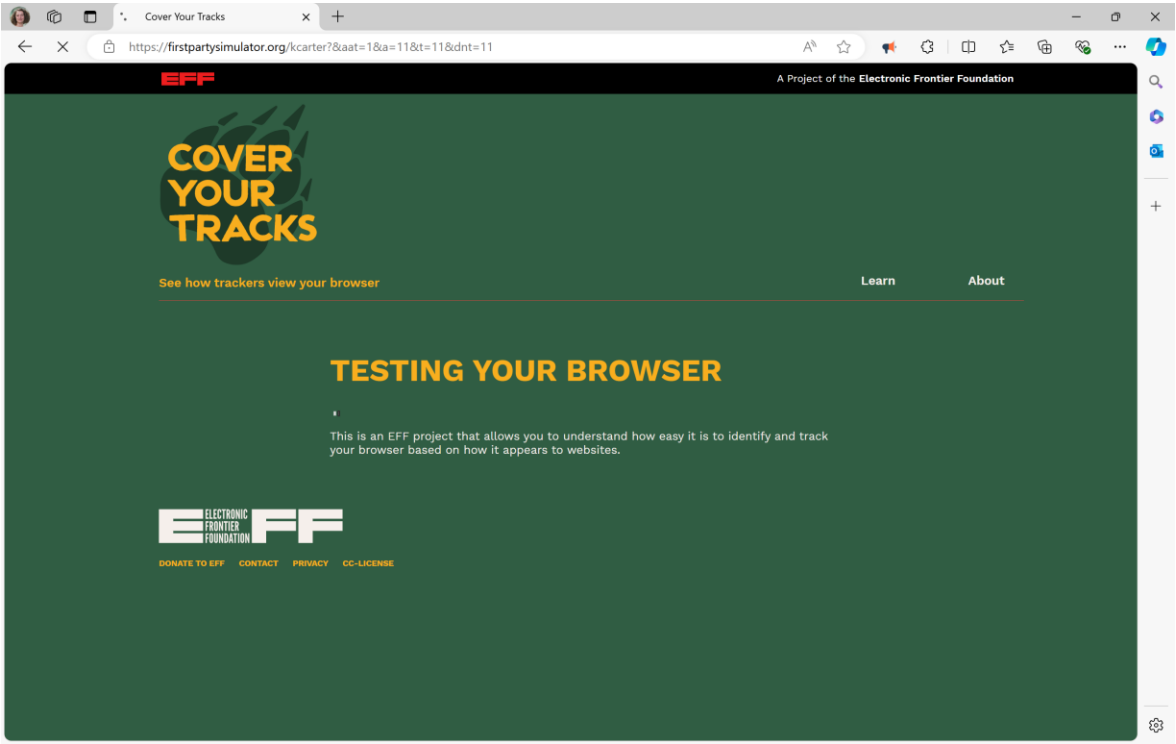 Cover Your Tracks
https://firstpartysimulator.org/kcarter?&aat=1&a=11&t=11&dnt=11
EFF
A Project of the Electronic Frontier Foundation
COVER
YOUR
TRACKS
See how trackers view your browser
Learn
About
TESTING YOUR BROWSER
This is an EFF project that allows you to understand how easy it is to identify and track
your browser based on how it appears to websites.
ELECTRONIC
FRONTIER
FOUNDATION
EFF
DONATE TO EFF CONTACT PRIVACY CC-LICENSE